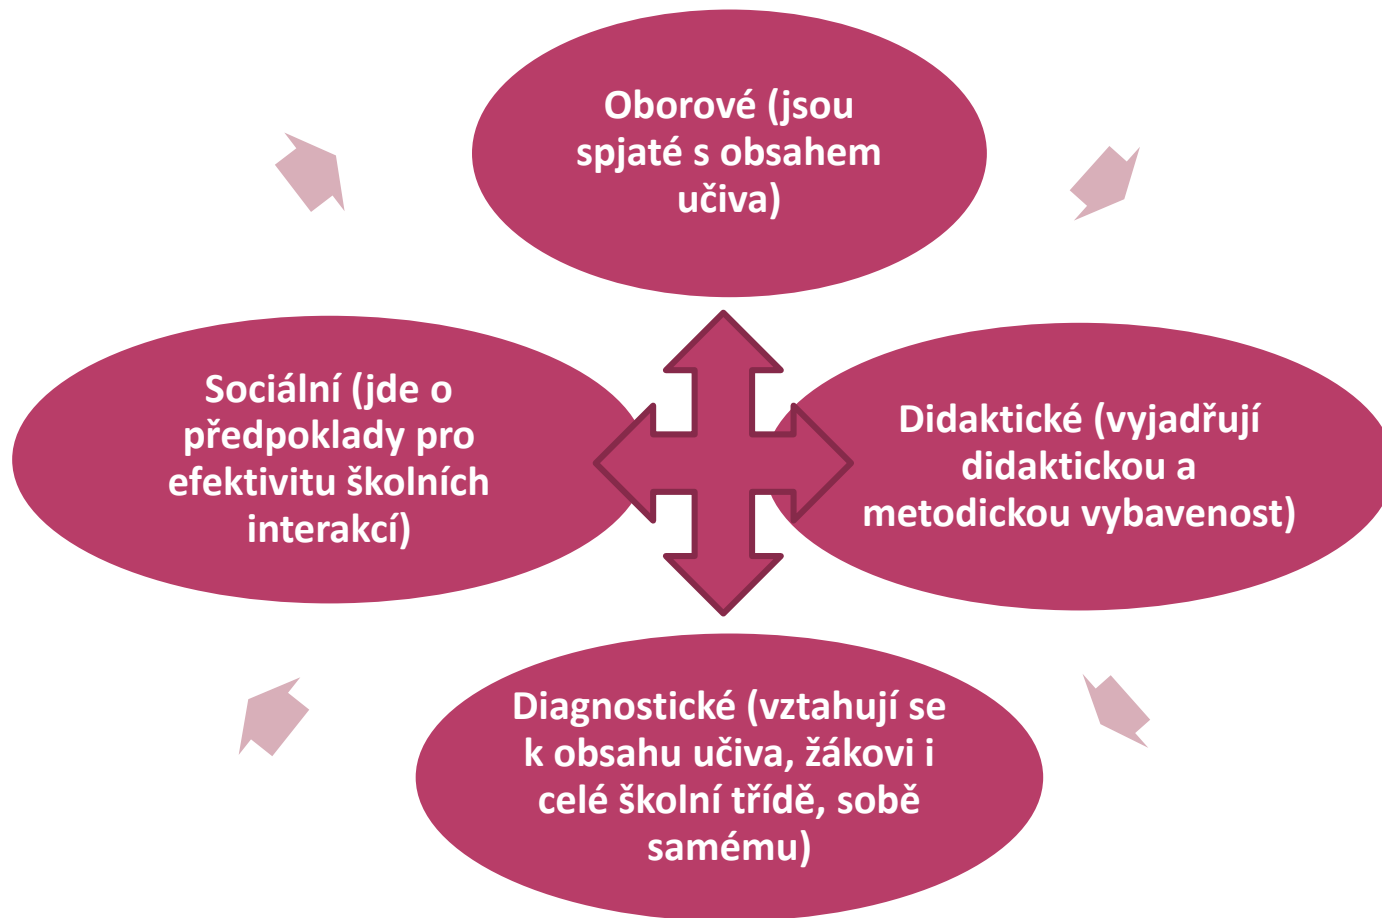 Oborové (jsou
spjaté s obsahem
učiva)
Sociální (jde o
předpoklady pro
efektivitu školních
interakcí)
Didaktické (vyjadřují
didaktickou a
metodickou vybavenost)
Diagnostické (vztahují se
k obsahu učiva, žákovi i
celé školní třídě, sobě
samému)